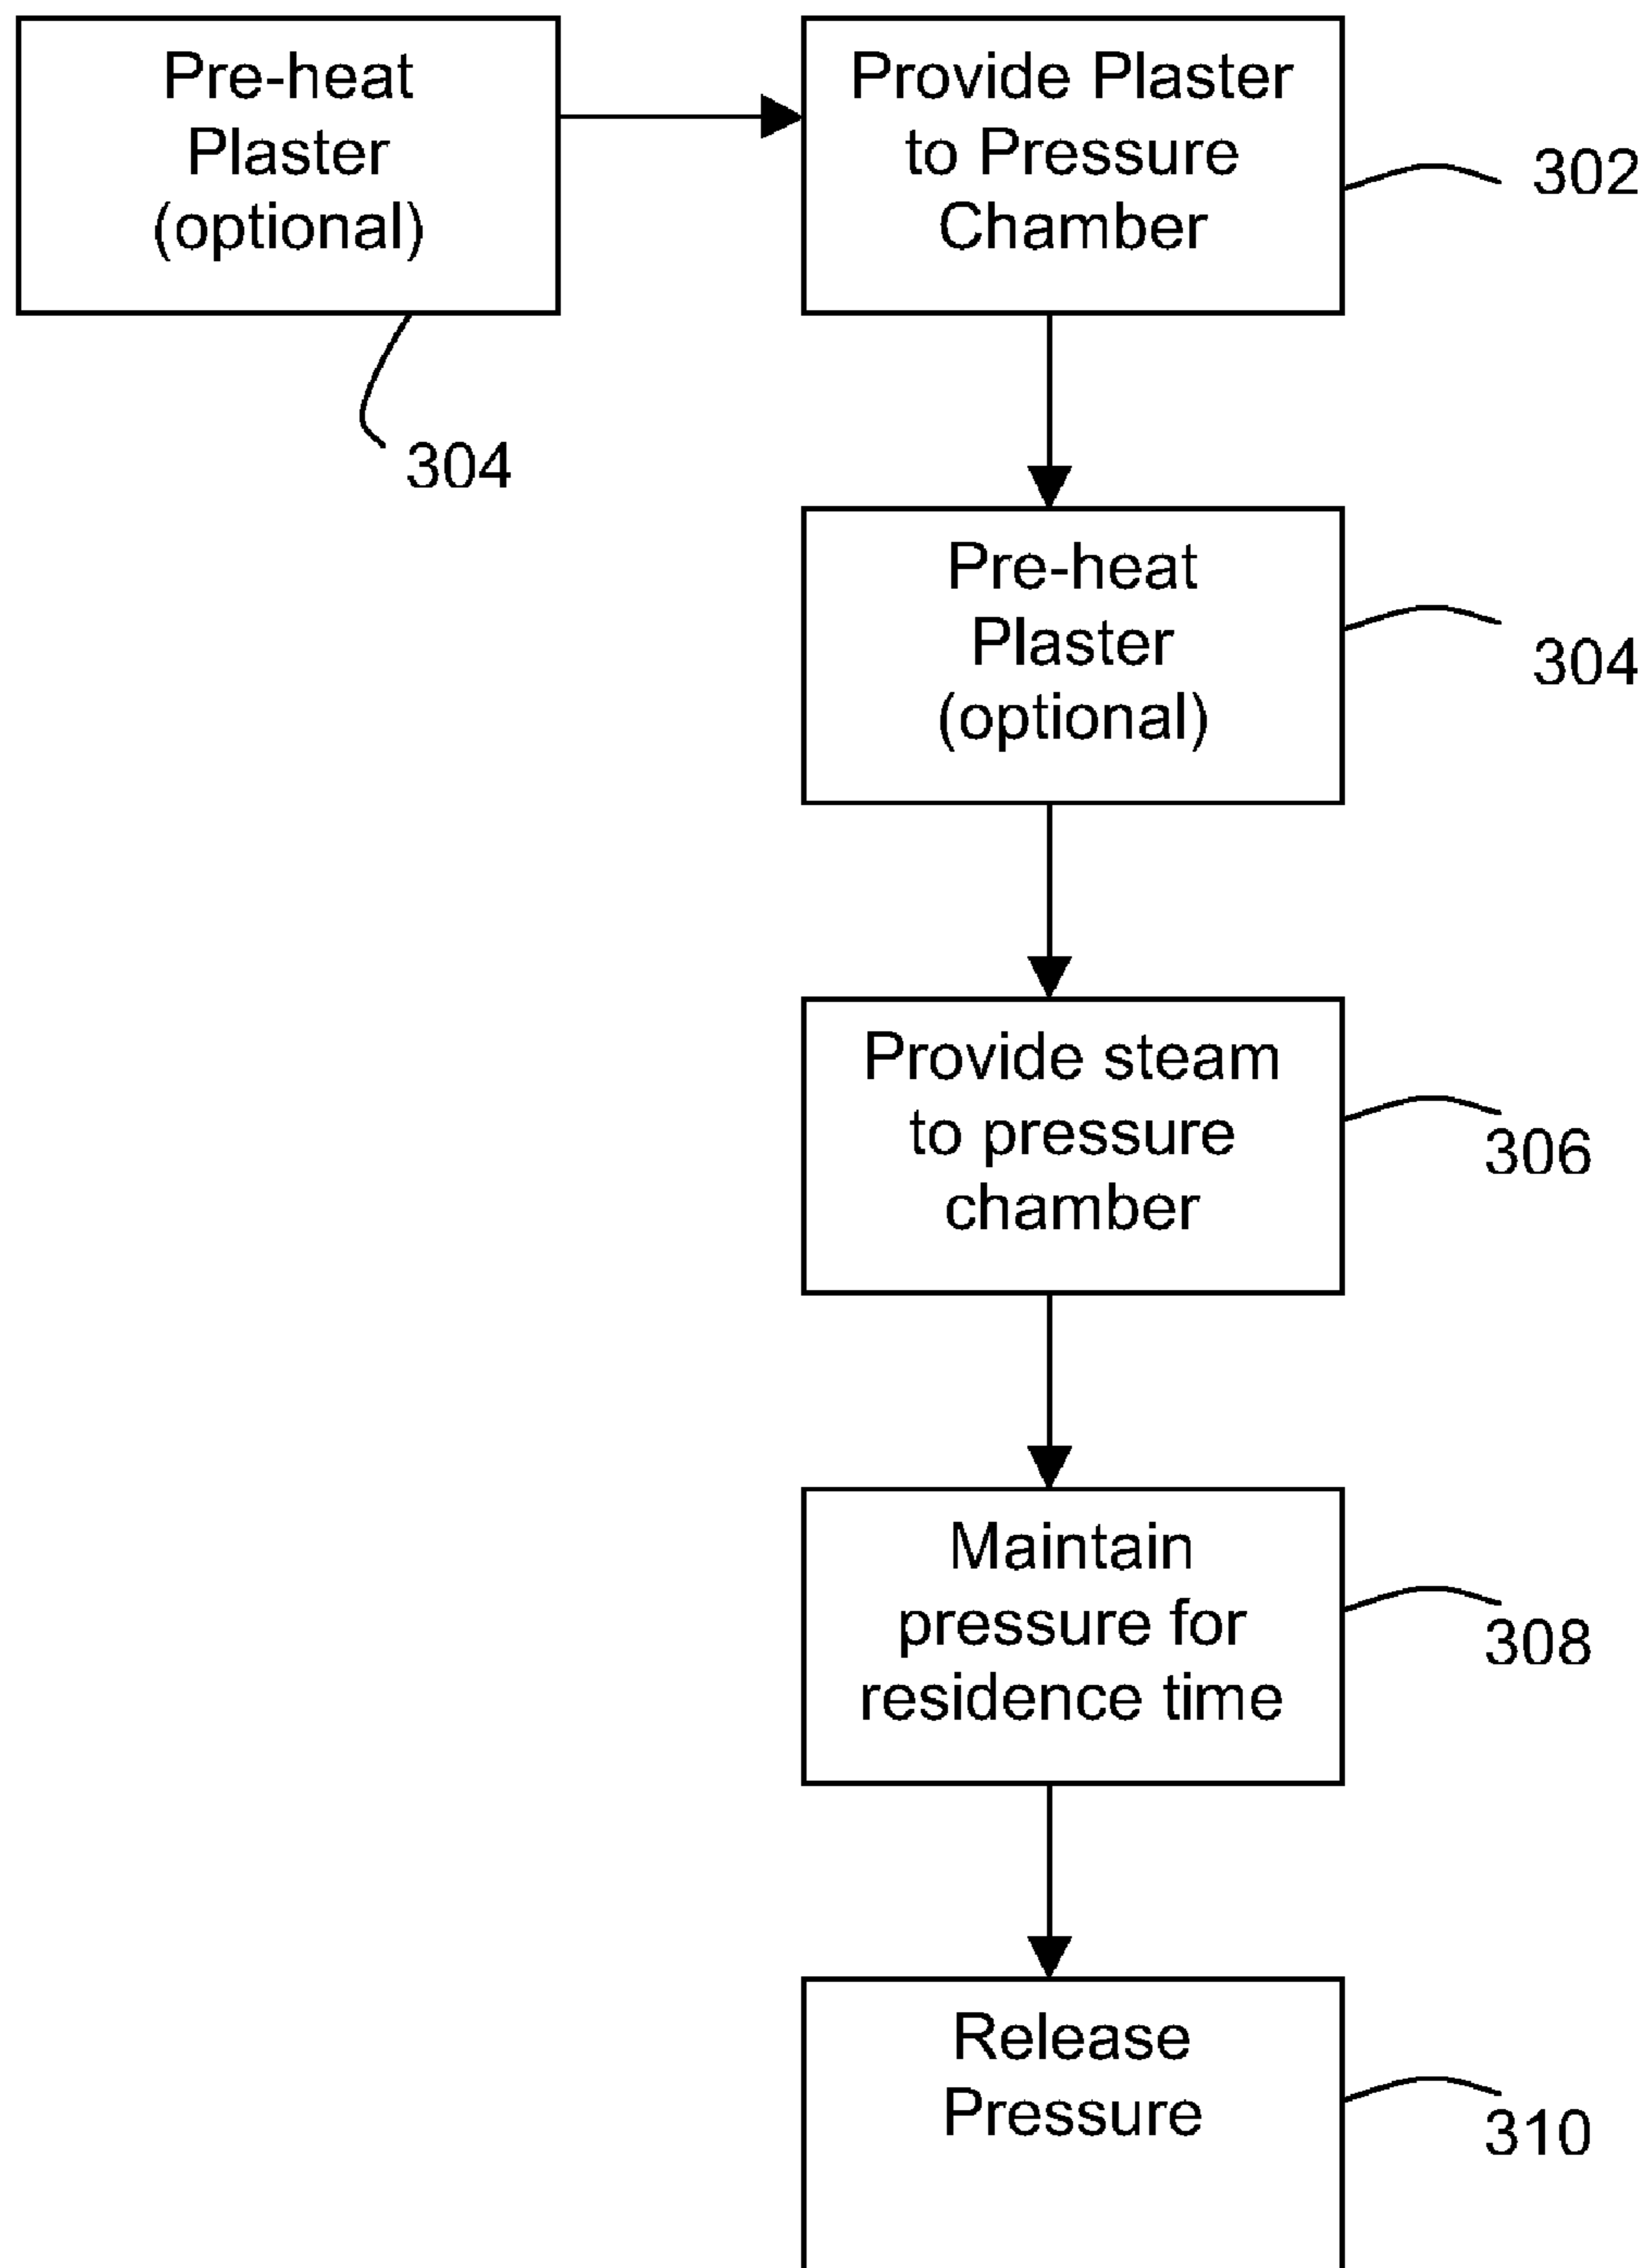 Pre-heat
Plaster
(optional)
304
Provide Plaster
to Pressure
Chamber
302
Pre-heat
Plaster
(optional)
304
Provide steam
to pressure
chamber
306
Maintain
pressure for
residence time
308
Release
Pressure
310